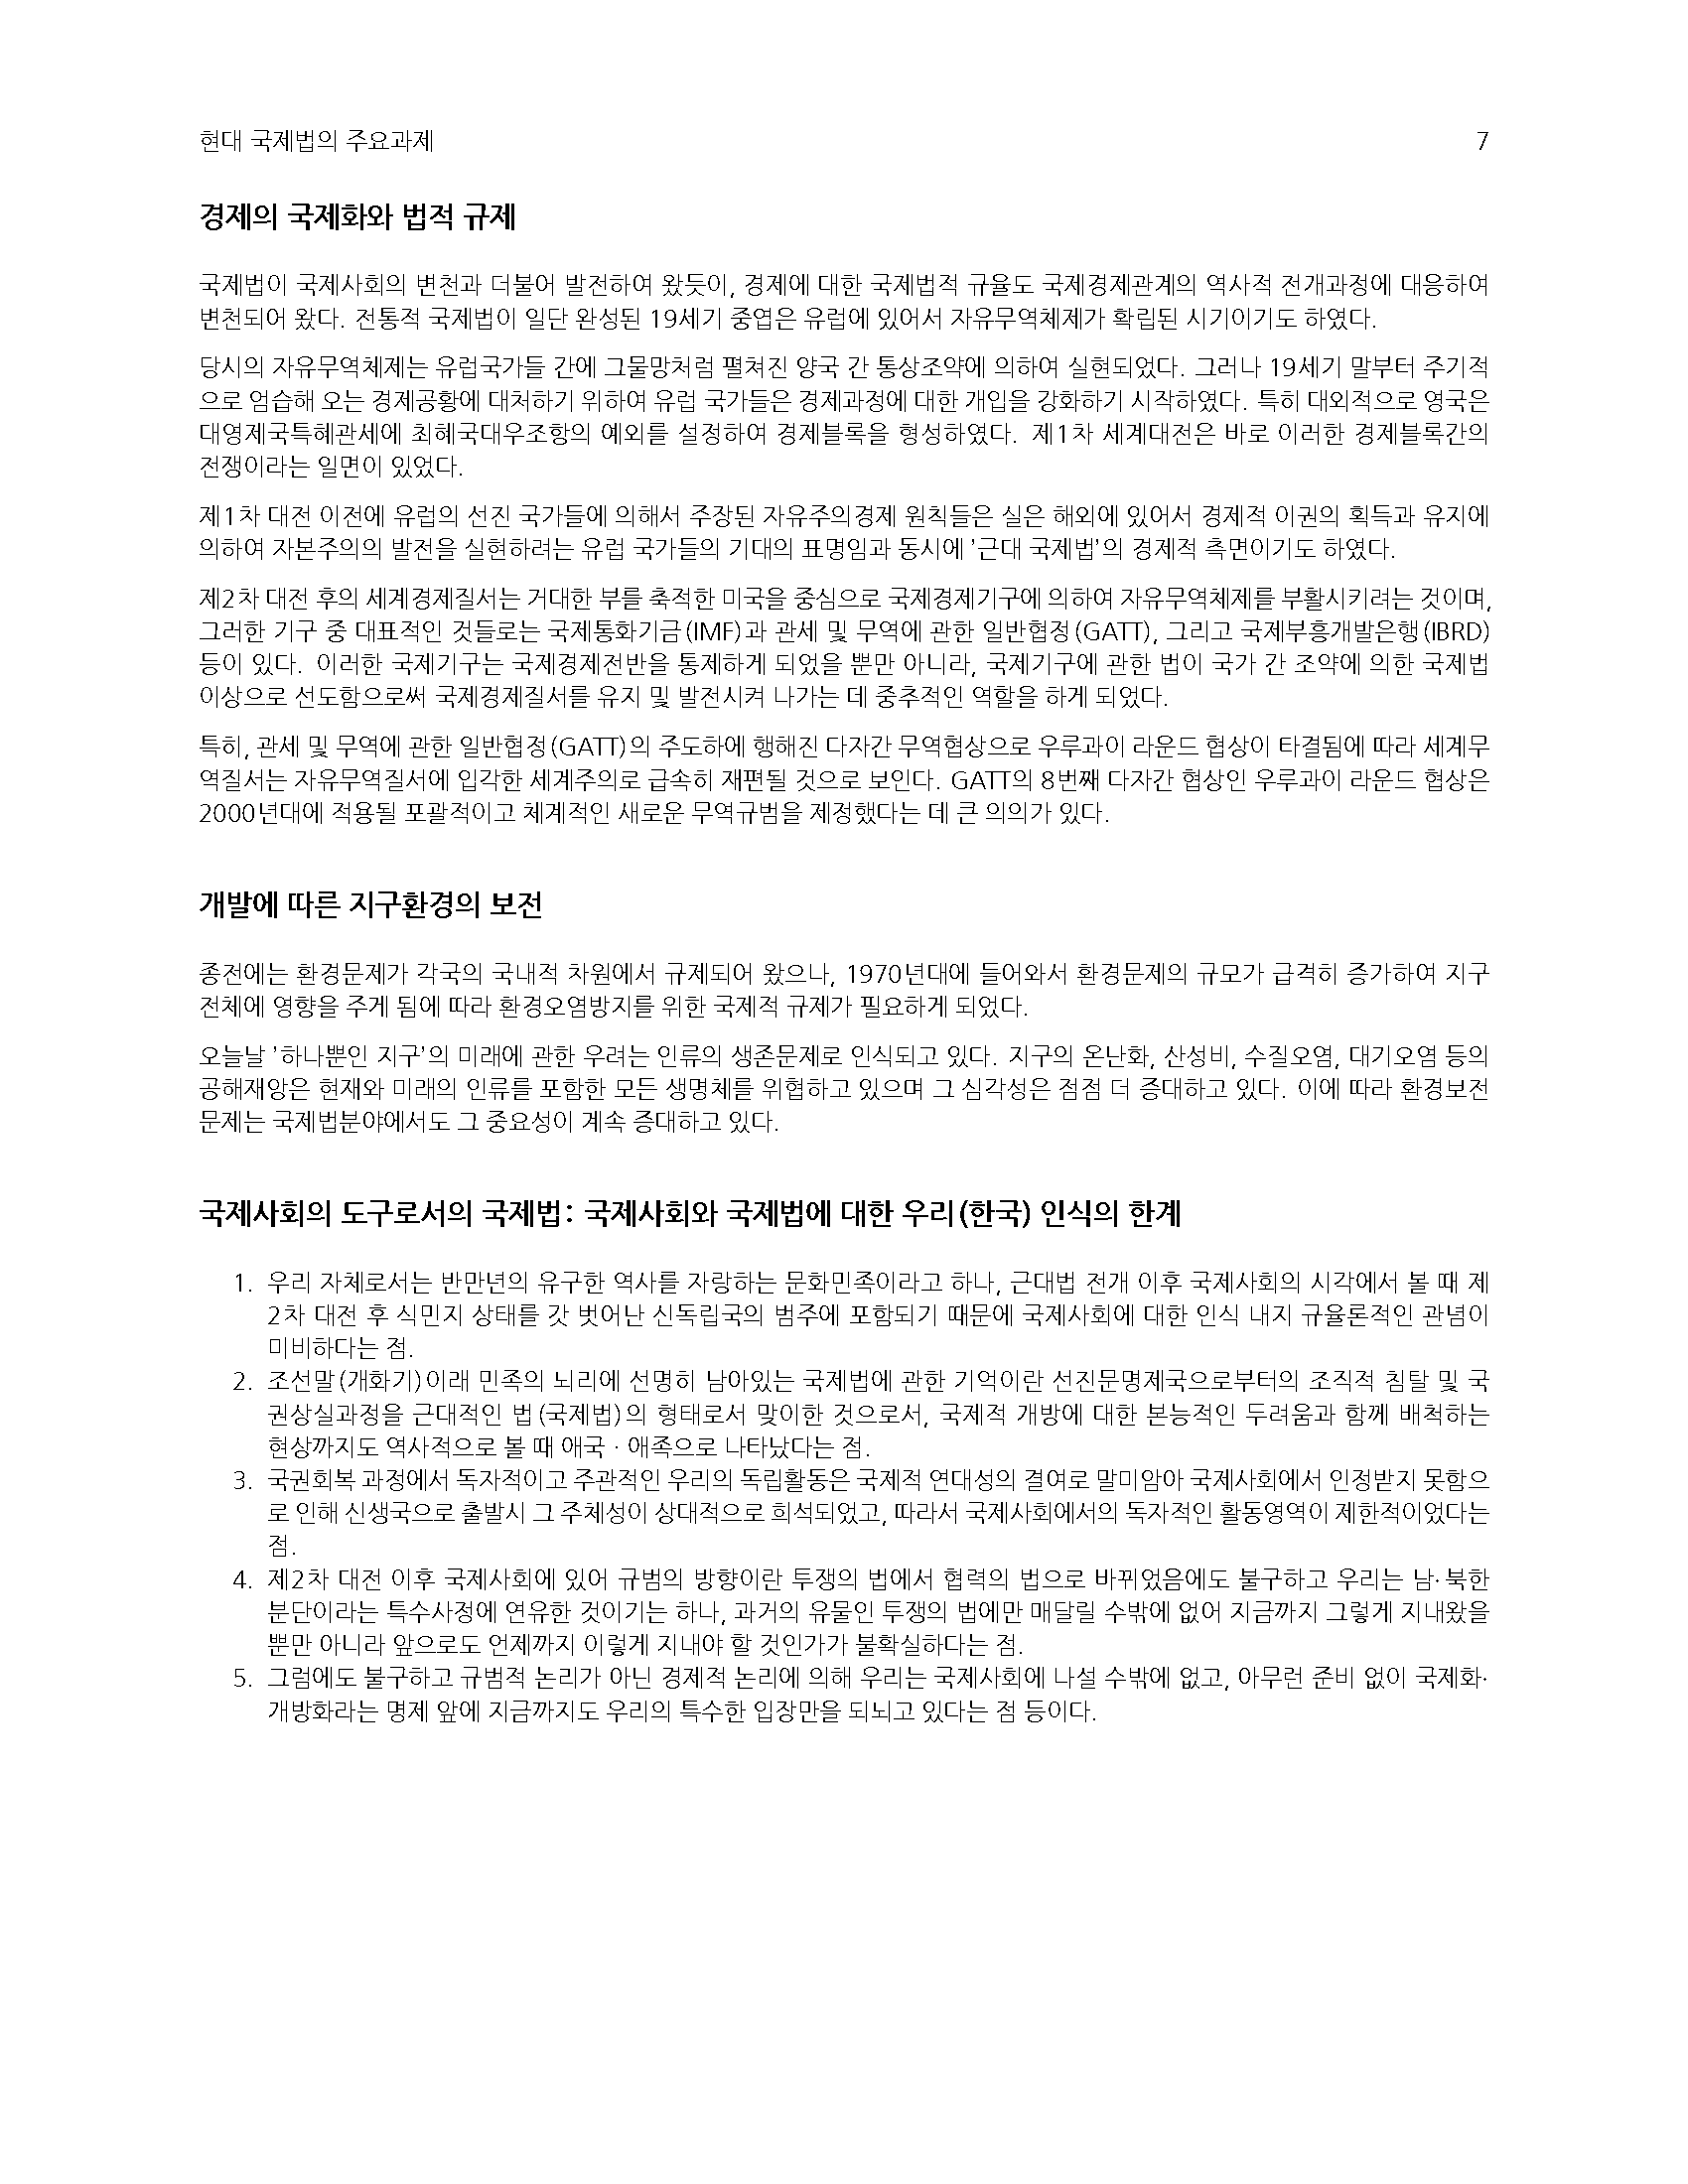 현대 국제법의 주요과제 7
경제의 국제화와 법적 규제
국제법이 국제사회의 변천과 더불어 발전하여 왔듯이, 경제에 대한 국제법적 규율도 국제경제관계의 역사적 전개과정에 대응하여
변천되어 왔다. 전통적 국제법이 일단 완성된 19세기 중엽은 유럽에 있어서 자유무역체제가 확립된 시기이기도 하였다.
당시의 자유무역체제는 유럽국가들 간에 그물망처럼 펼쳐진 양국 간 통상조약에 의하여 실현되었다. 그러나 19세기 말부터 주기적
으로 엄습해 오는 경제공황에 대처하기 위하여 유럽 국가들은 경제과정에 대한 개입을 강화하기 시작하였다. 특히 대외적으로 영국은
대영제국특혜관세에 최혜국대우조항의 예외를 설정하여 경제블록을 형성하였다. 제1차 세계대전은 바로 이러한 경제블록간의
전쟁이라는 일면이 있었다.
제1차 대전 이전에 유럽의 선진 국가들에 의해서 주장된 자유주의경제 원칙들은 실은 해외에 있어서 경제적 이권의 획득과 유지에
의하여 자본주의의 발전을 실현하려는 유럽 국가들의 기대의 표명임과 동시에 ’근대 국제법’의 경제적 측면이기도 하였다.
제2차 대전 후의 세계경제질서는 거대한 부를 축적한 미국을 중심으로 국제경제기구에 의하여 자유무역체제를 부활시키려는 것이며,
그러한 기구 중 대표적인 것들로는 국제통화기금(IMF)과 관세 및 무역에 관한 일반협정(GATT), 그리고 국제부흥개발은행(IBRD)
등이 있다. 이러한 국제기구는 국제경제전반을 통제하게 되었을 뿐만 아니라, 국제기구에 관한 법이 국가 간 조약에 의한 국제법
이상으로 선도함으로써 국제경제질서를 유지 및 발전시켜 나가는 데 중추적인 역할을 하게 되었다.
특히, 관세 및 무역에 관한 일반협정(GATT)의 주도하에 행해진 다자간 무역협상으로 우루과이 라운드 협상이 타결됨에 따라 세계무
역질서는 자유무역질서에 입각한 세계주의로 급속히 재편될 것으로 보인다. GATT의 8번째 다자간 협상인 우루과이 라운드 협상은
2000년대에 적용될 포괄적이고 체계적인 새로운 무역규범을 제정했다는 데 큰 의의가 있다.
개발에 따른 지구환경의 보전
종전에는 환경문제가 각국의 국내적 차원에서 규제되어 왔으나, 1970년대에 들어와서 환경문제의 규모가 급격히 증가하여 지구
전체에 영향을 주게 됨에 따라 환경오염방지를 위한 국제적 규제가 필요하게 되었다.
오늘날 ’하나뿐인 지구’의 미래에 관한 우려는 인류의 생존문제로 인식되고 있다. 지구의 온난화, 산성비, 수질오염, 대기오염 등의
공해재앙은 현재와 미래의 인류를 포함한 모든 생명체를 위협하고 있으며 그 심각성은 점점 더 증대하고 있다. 이에 따라 환경보전
문제는 국제법분야에서도 그 중요성이 계속 증대하고 있다.
국제사회의 도구로서의 국제법: 국제사회와 국제법에 대한 우리(한국) 인식의 한계
1. 우리 자체로서는 반만년의 유구한 역사를 자랑하는 문화민족이라고 하나, 근대법 전개 이후 국제사회의 시각에서 볼 때 제
2차 대전 후 식민지 상태를 갓 벗어난 신독립국의 범주에 포함되기 때문에 국제사회에 대한 인식 내지 규율론적인 관념이
미비하다는 점.
2. 조선말(개화기)이래 민족의 뇌리에 선명히 남아있는 국제법에 관한 기억이란 선진문명제국으로부터의 조직적 침탈 및 국
권상실과정을 근대적인 법(국제법)의 형태로서 맞이한 것으로서, 국제적 개방에 대한 본능적인 두려움과 함께 배척하는
현상까지도 역사적으로 볼 때 애국 · 애족으로 나타났다는 점.
3. 국권회복 과정에서 독자적이고 주관적인 우리의 독립활동은 국제적 연대성의 결여로 말미암아 국제사회에서 인정받지 못함으
로 인해 신생국으로 출발시 그 주체성이 상대적으로 희석되었고, 따라서 국제사회에서의 독자적인 활동영역이 제한적이었다는
점.
4. 제2차 대전 이후 국제사회에 있어 규범의 방향이란 투쟁의 법에서 협력의 법으로 바뀌었음에도 불구하고 우리는 남·북한
분단이라는 특수사정에 연유한 것이기는 하나, 과거의 유물인 투쟁의 법에만 매달릴 수밖에 없어 지금까지 그렇게 지내왔을
뿐만 아니라 앞으로도 언제까지 이렇게 지내야 할 것인가가 불확실하다는 점.
5. 그럼에도 불구하고 규범적 논리가 아닌 경제적 논리에 의해 우리는 국제사회에 나설 수밖에 없고, 아무런 준비 없이 국제화·
개방화라는 명제 앞에 지금까지도 우리의 특수한 입장만을 되뇌고 있다는 점 등이다.